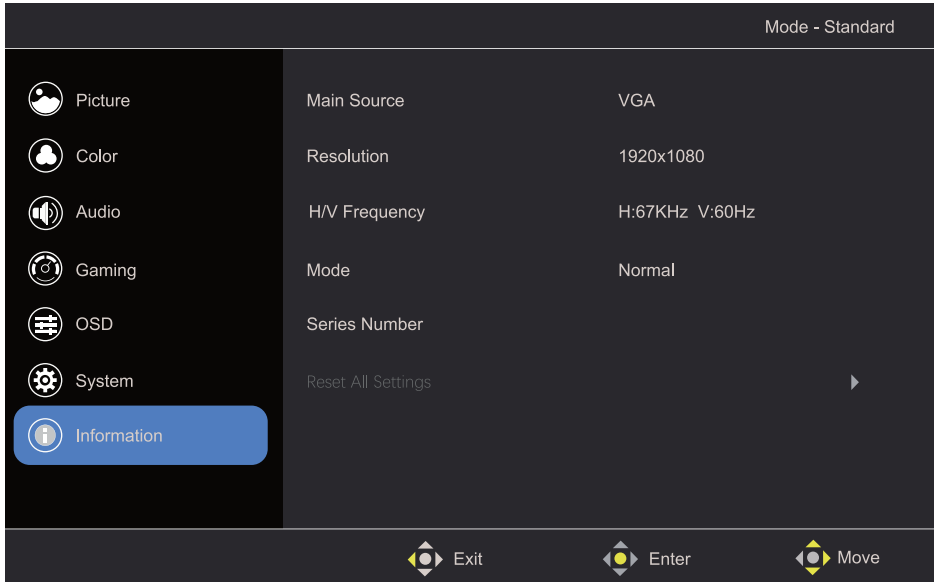 Mode - Standard
Picture
Main Source VGA
Color
Resolution 1920x1080
Audio
H/V Frequency H:67KHz V:60Hz
Gaming
Mode Normal
OSD
Series Number
System
Reset All Settings
Information
Exit Enter Move